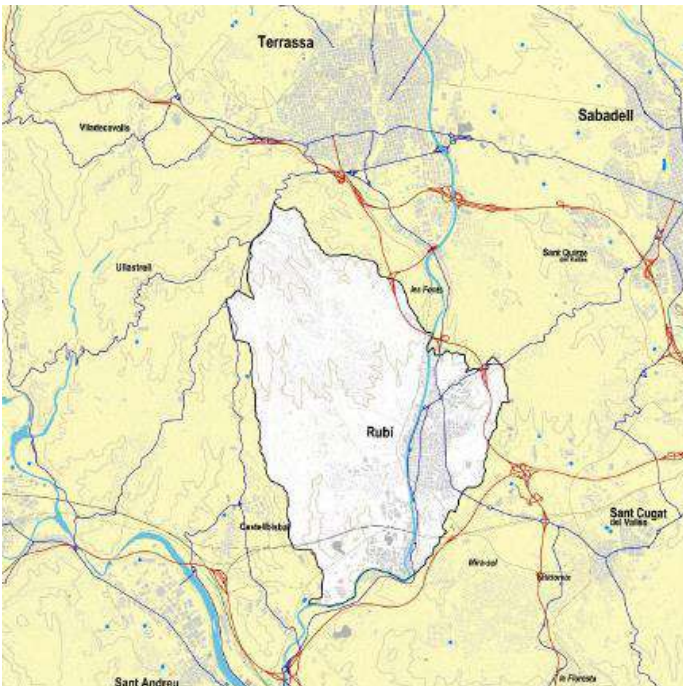 Terrassa
Sabadell
Viladecavalls
Sant Quirze
del Vallès
Ullastrell
les Fonts
Rubí
Sant Cugat
del Vallès
Castellbisbal
Mira-sol
la Floresta
Sant Andreu